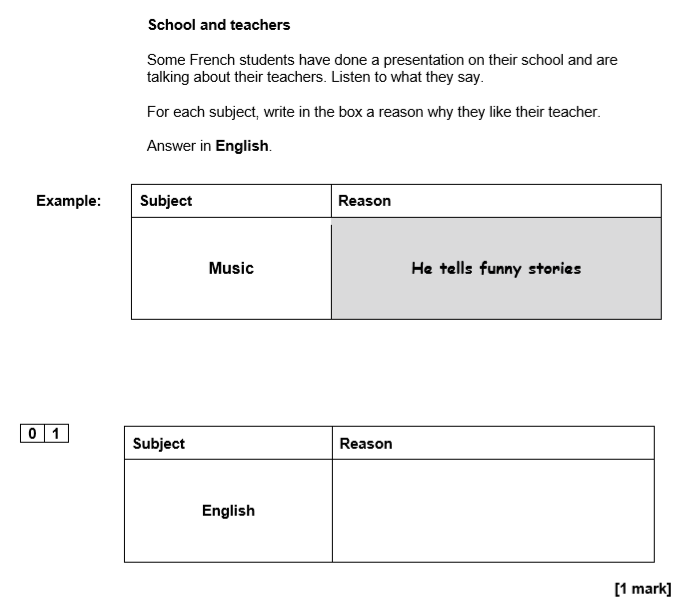 School and teachers
Some French students have done a presentation on their school and are
talking about their teachers. Listen to what they say.
For each subject, write in the box a reason why they like their teacher.
Answer in English.
Example:
Subject Reason
Music He tells funny stories
0 1
Subject Reason
English
[1 mark]